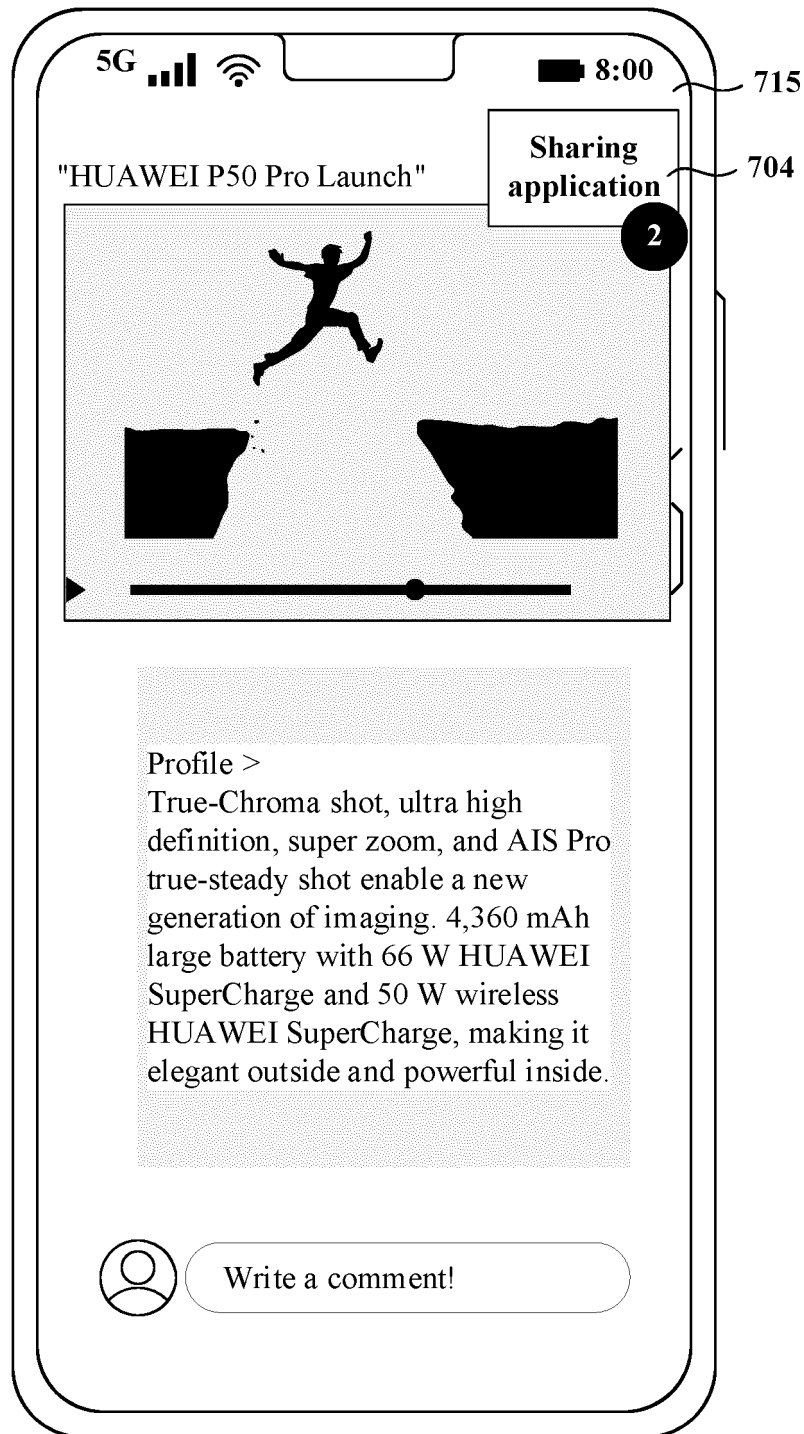 5G 8:00
715
Sharing
application
704
"HUAWEI P50 Pro Launch"
2
Profile >
True-Chroma shot, ultra high
definition, super zoom, and AIS Pro
true-steady shot enable a new
generation of imaging. 4,360 mAh
large battery with 66 W HUAWEI
SuperCharge and 50 W wireless
HUAWEI SuperCharge, making it
elegant outside and powerful inside.
Write a comment!